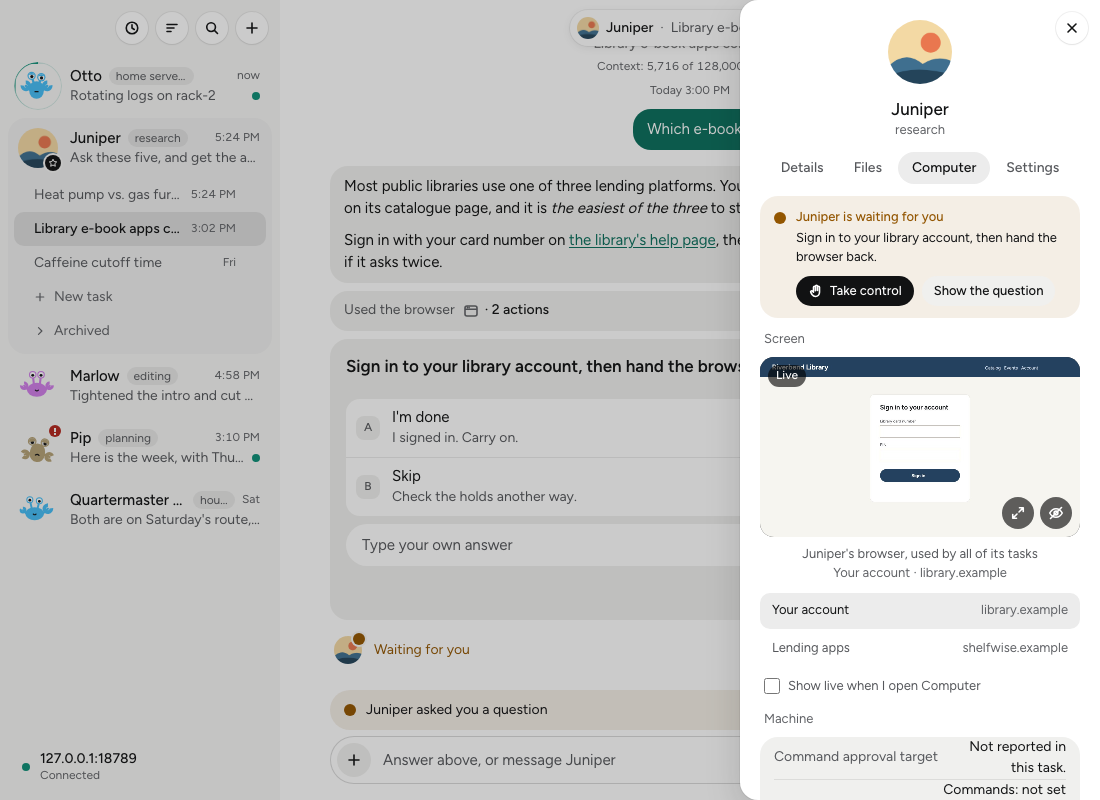 Otto home serve... now
Rotating logs on rack-2
Juniper research 5:24 PM
Ask these five, and get the a...
Heat pump vs. gas fur... 5:24 PM
Library e-book apps c... 3:02 PM
Caffeine cutoff time Fri
+ New task
Archived
Marlow editing 4:58 PM
Tightened the intro and cut ...
Pip planning 3:10 PM
Here is the week, with Thu...
Quartermaster ... hou... Sat
Both are on Saturday's route,...
127.0.0.1:18789
Connected
Juniper · Library e-b
Library e-book apps
Context: 5,716 of 128,000
Today 3:00 PM
Which e-book
Most public libraries use one of three lending platforms. You
on its catalogue page, and it is the easiest of the three to st
Sign in with your card number on the library's help page, the
if it asks twice.
Used the browser · 2 actions
Sign in to your library account, then hand the brows
A I'm done
I signed in. Carry on.
B Skip
Check the holds another way.
Type your own answer
Waiting for you
Juniper asked you a question
+ Answer above, or message Juniper
Juniper
research
Details Files Computer Settings
Juniper is waiting for you
Sign in to your library account, then hand the
browser back.
Take control Show the question
Screen
Library Catalog Events Account
Live
Sign in to your account
Library card number
PIN
Sign in
Juniper's browser, used by all of its tasks
Your account · library.example
Your account library.example
Lending apps shelfwise.example
Show live when I open Computer
Machine
Command approval target Not reported in
this task.
Commands: not set